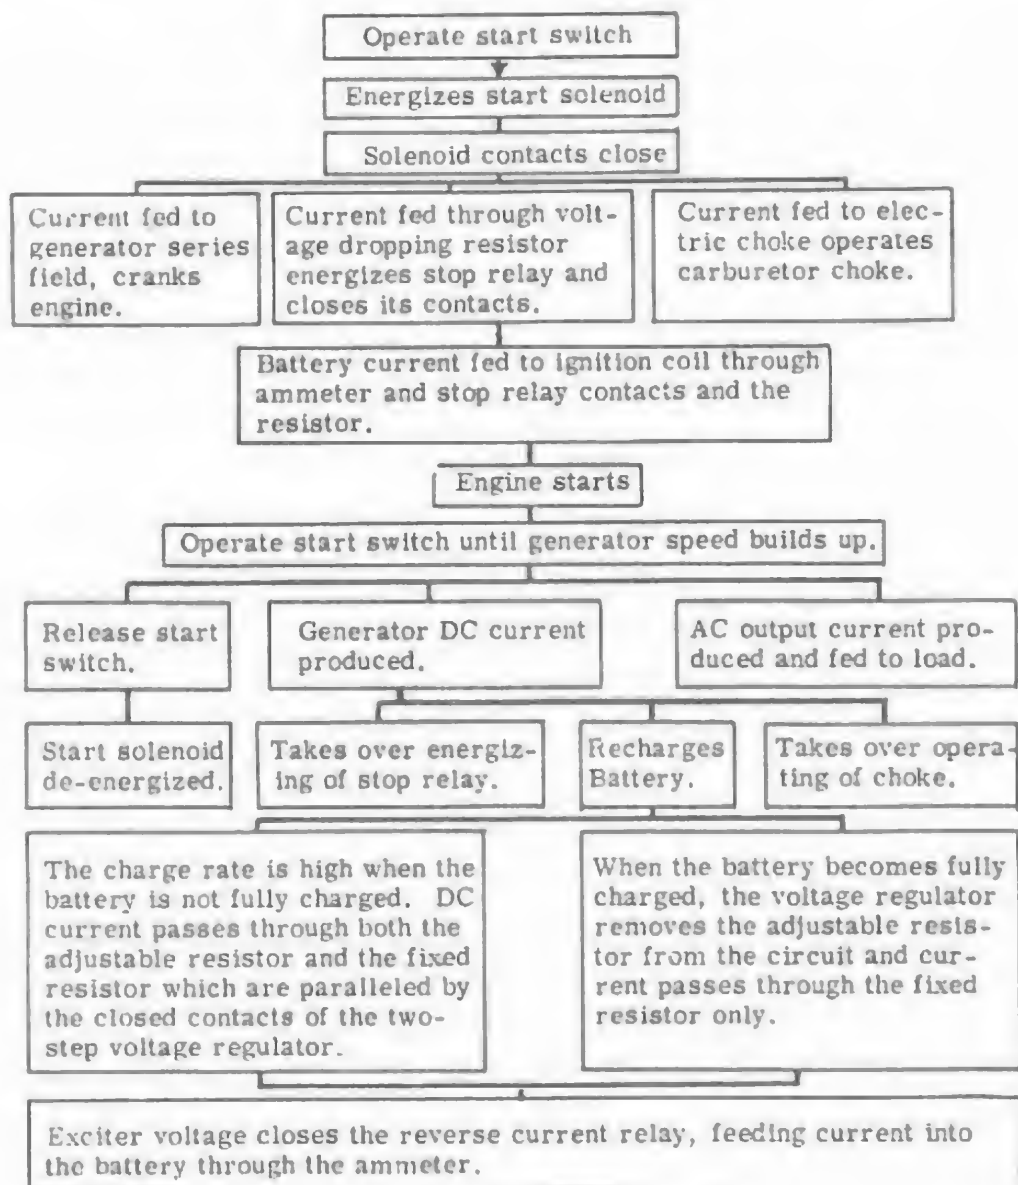 Operate start switch
Energizes start solenoid
Solenoid contacts close
Current fed to
generator series
field, cranks
engine.
Current fed through volt-
age dropping resistor
energizes stop relay and
closes its contacts.
Current fed to elec-
tric choke operates
carburetor choke.
Battery current fed to ignition coil through
ammeter and stop relay contacts and the
resistor.
Engine starts
Operate start switch until generator speed builds up.
Release start
switch.
Generator DC current
produced.
AC output current pro-
duced and fed to load.
Start solenoid
de-energized.
Takes over energiz-
ing of stop relay.
Recharges
Battery.
Takes over opera-
ting of choke.
The charge rate is high when the
battery is not fully charged. DC
current passes through both the
adjustable resistor and the fixed
resistor which are paralleled by
the closed contacts of the two-
step voltage regulator.
When the battery becomes fully
charged, the voltage regulator
removes the adjustable resis-
tor from the circuit and cur-
rent passes through the fixed
resistor only.
Exciter voltage closes the reverse current relay, feeding current into
the battery through the ammeter.